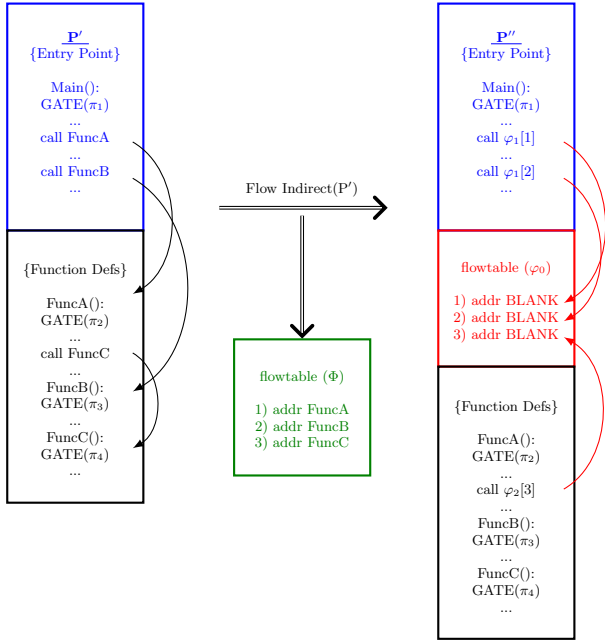 P′
{Entry Point}
Main():
GATE(π₁)
...
call FuncA
...
call FuncB
...
{Function Defs}
FuncA():
GATE(π₂)
...
call FuncC
...
FuncB():
GATE(π₃)
...
FuncC():
GATE(π₄)
...
Flow Indirect(P′)
flowtable (Φ)
1) addr FuncA
2) addr FuncB
3) addr FuncC
P′′
{Entry Point}
Main():
GATE(π₁)
...
call φ₁[1]
...
call φ₁[2]
...
flowtable (φ₀)
1) addr BLANK
2) addr BLANK
3) addr BLANK
{Function Defs}
FuncA():
GATE(π₂)
...
call φ₂[3]
...
FuncB():
GATE(π₃)
...
FuncC():
GATE(π₄)
...